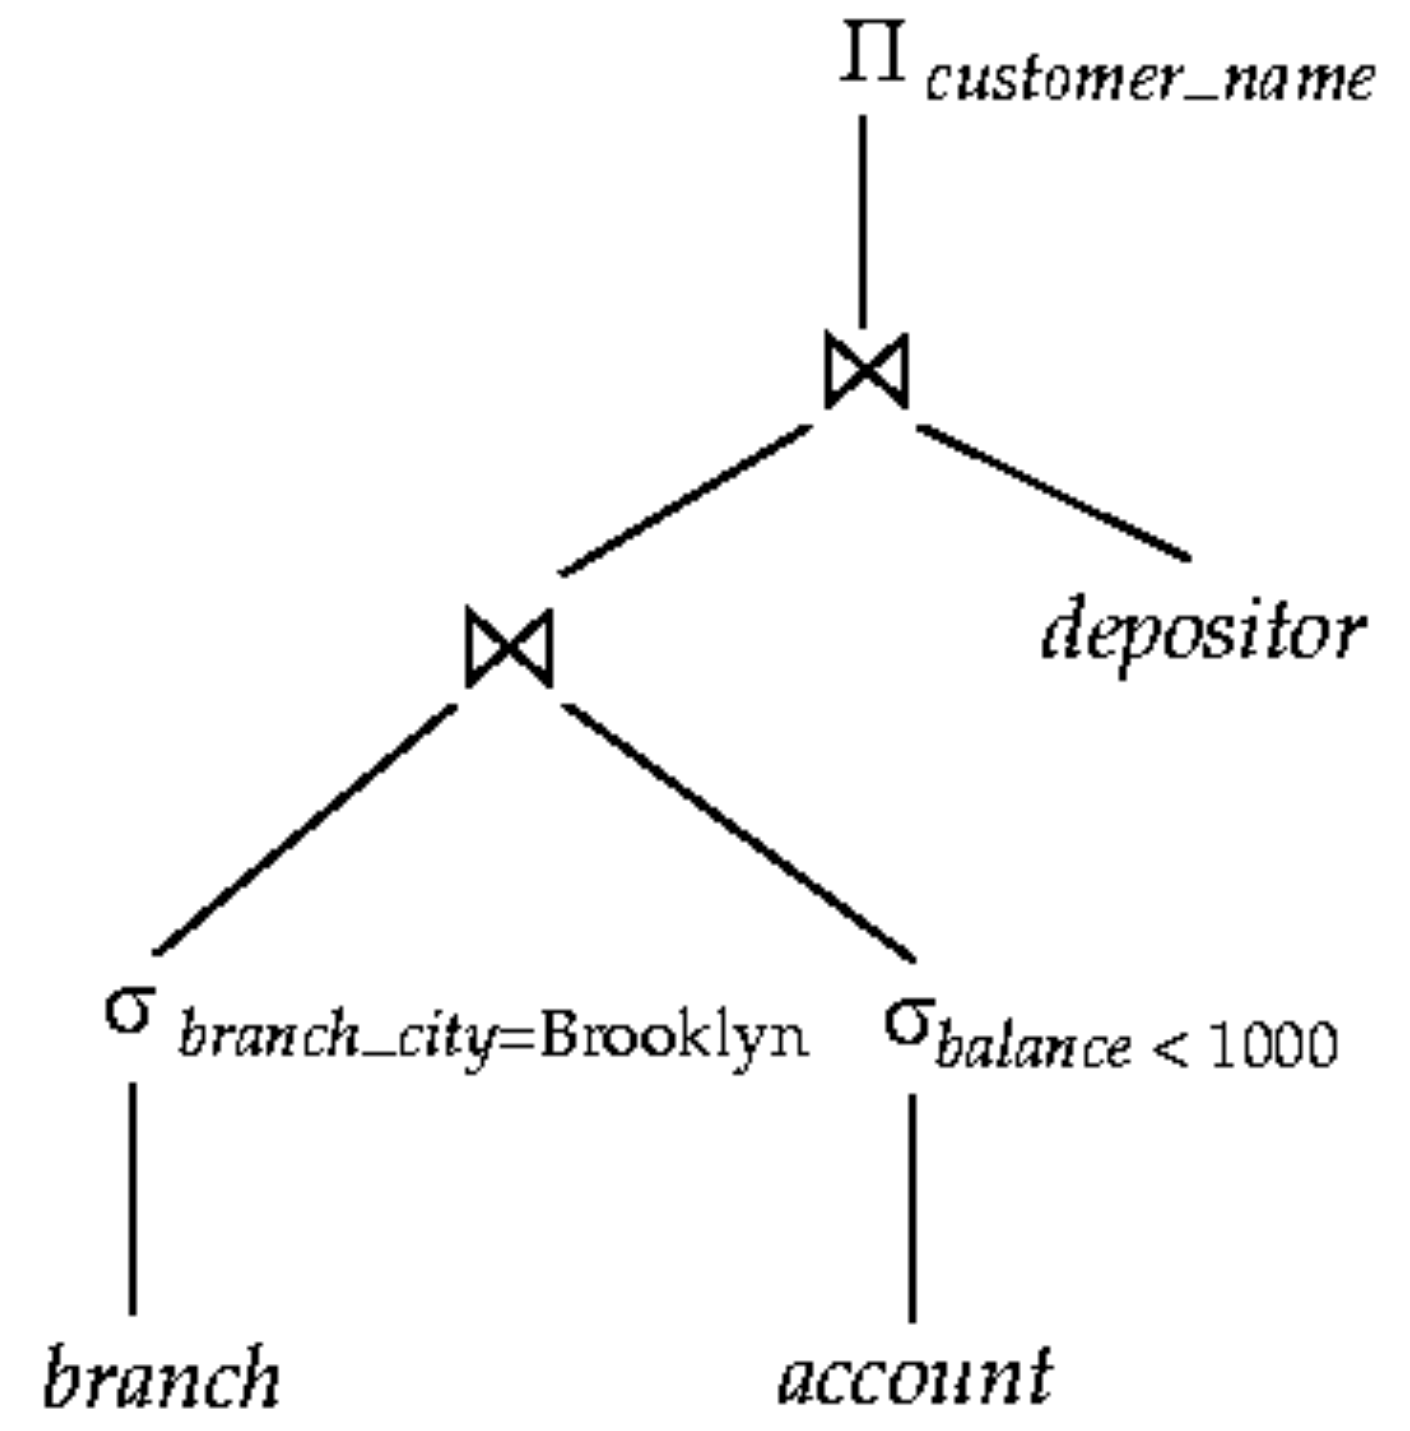 Π customer_name
⋈
depositor
⋈
σ branch_city=Brooklyn
σ balance < 1000
branch
account